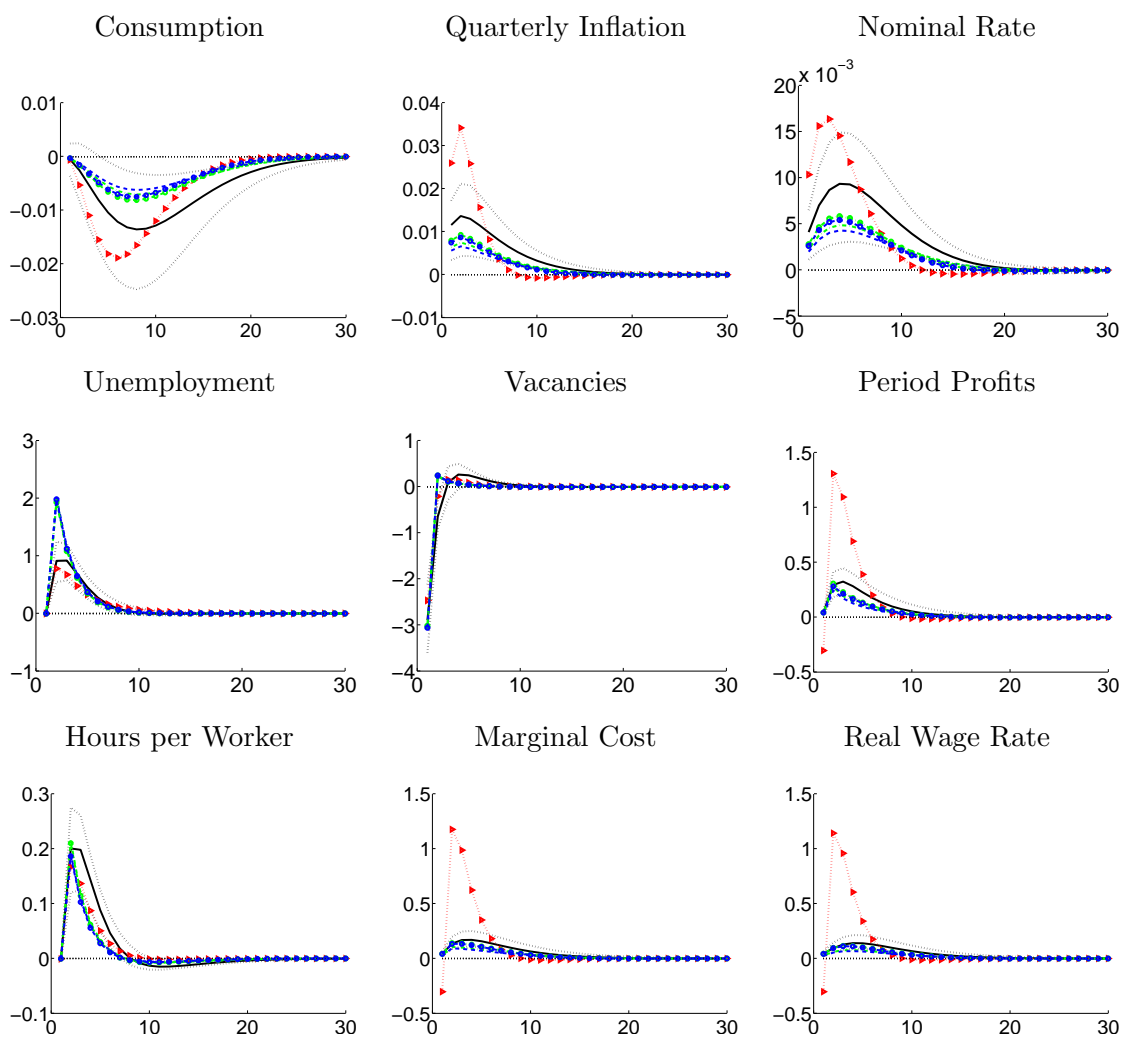 Consumption Quarterly Inflation Nominal Rate
x 10⁻³
0.01 0.04 20
0 0.03 15
−0.01 0.02 10
0.01 5
−0.02 0 0
−0.03 −0.01 −5
0 10 20 30 0 10 20 30 0 10 20 30
Unemployment Vacancies Period Profits
3 1 1.5
2 0 1
1 −1 0.5
−2
0 −3 0
−1 −4 −0.5
0 10 20 30 0 10 20 30 0 10 20 30
Hours per Worker Marginal Cost Real Wage Rate
0.3 1.5 1.5
0.2 1 1
0.1 0.5 0.5
0 0 0
−0.1 −0.5 −0.5
0 10 20 30 0 10 20 30 0 10 20 30